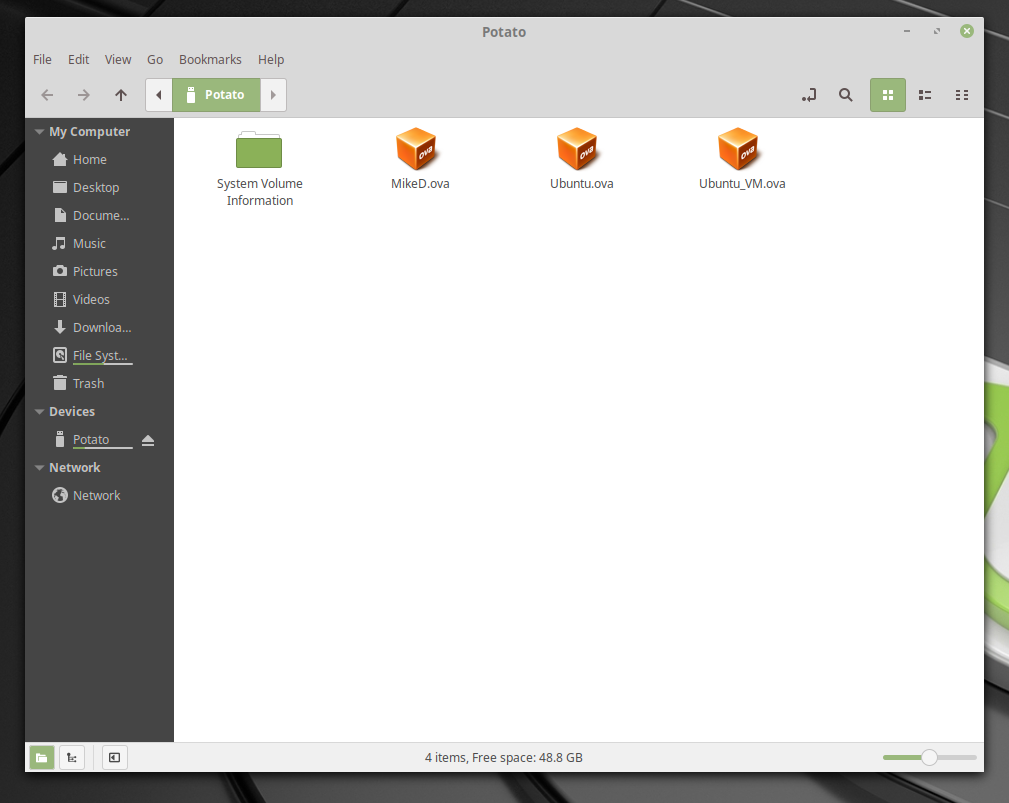 Potato
File Edit View Go Bookmarks Help
Potato
My Computer
Home
Desktop
Docume...
Music
Pictures
Videos
Downloa...
File Syst...
Trash
Devices
Potato
Network
Network
System Volume
Information
ova
MikeD.ova
ova
Ubuntu.ova
ova
Ubuntu_VM.ova
4 items, Free space: 48.8 GB